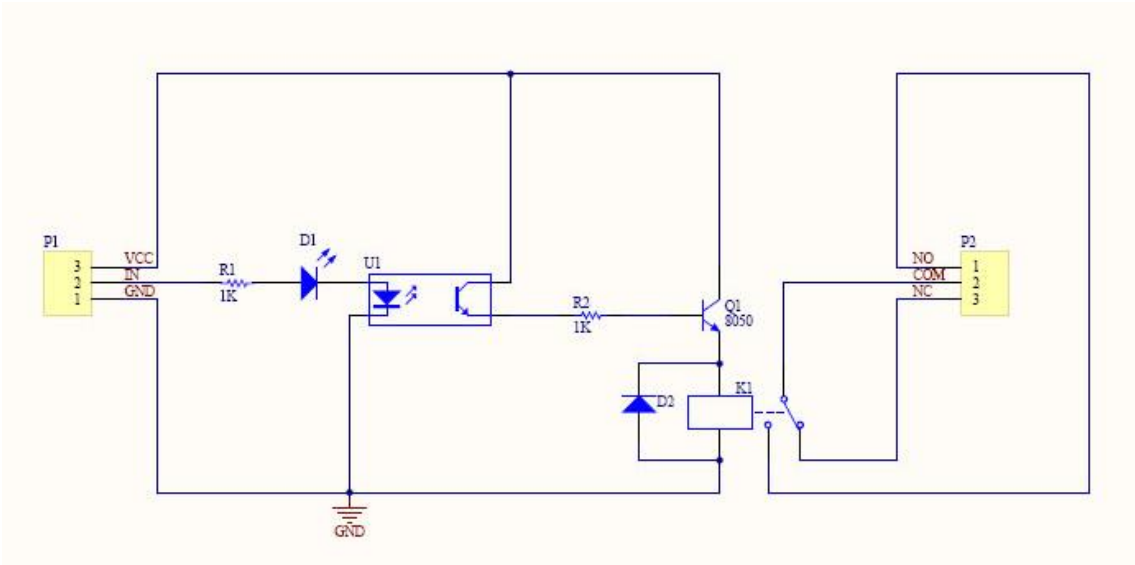 P1
3 VCC
2 IN
1 GND
R1
1K
D1
U1
R2
1K
Q1
8050
D2
K1
GND
P2
NO 1
COM 2
NC 3